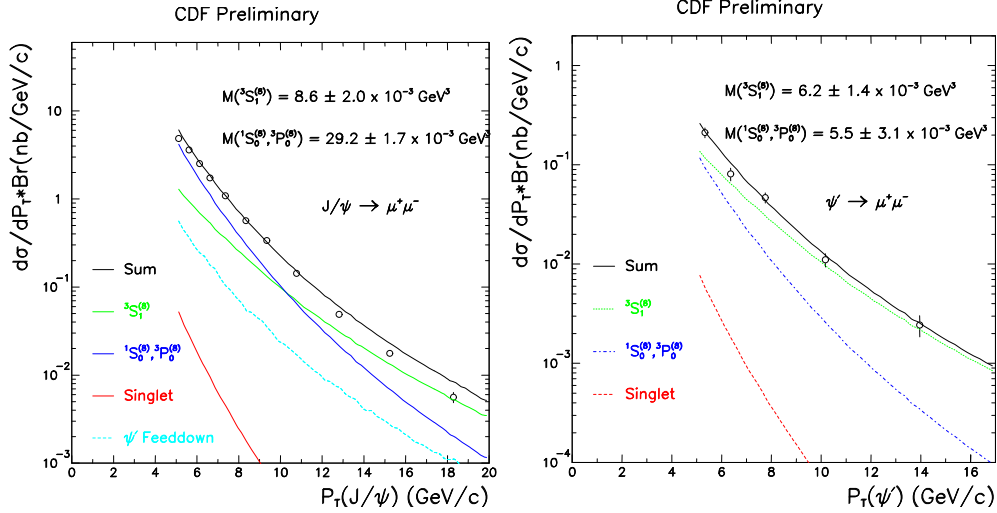 CDF Preliminary
dσ/dP_T*Br(nb/GeV/c)
10
1
10⁻¹
10⁻²
10⁻³
M(³S₁⁽⁸⁾) = 8.6 ± 2.0 x 10⁻³ GeV³
M(¹S₀⁽⁸⁾,³P₀⁽⁸⁾) = 29.2 ± 1.7 x 10⁻³ GeV³
J/ψ → μ⁺μ⁻
Sum
³S₁⁽⁸⁾
¹S₀⁽⁸⁾,³P₀⁽⁸⁾
Singlet
ψ′ Feeddown
0 2 4 6 8 10 12 14 16 18 20
P_T(J/ψ) (GeV/c)
CDF Preliminary
dσ/dP_T*Br(nb/GeV/c)
1
10⁻¹
10⁻²
10⁻³
10⁻⁴
M(³S₁⁽⁸⁾) = 6.2 ± 1.4 x 10⁻³ GeV³
M(¹S₀⁽⁸⁾,³P₀⁽⁸⁾) = 5.5 ± 3.1 x 10⁻³ GeV³
ψ′ → μ⁺μ⁻
Sum
³S₁⁽⁸⁾
¹S₀⁽⁸⁾,³P₀⁽⁸⁾
Singlet
0 2 4 6 8 10 12 14 16
P_T(ψ′) (GeV/c)